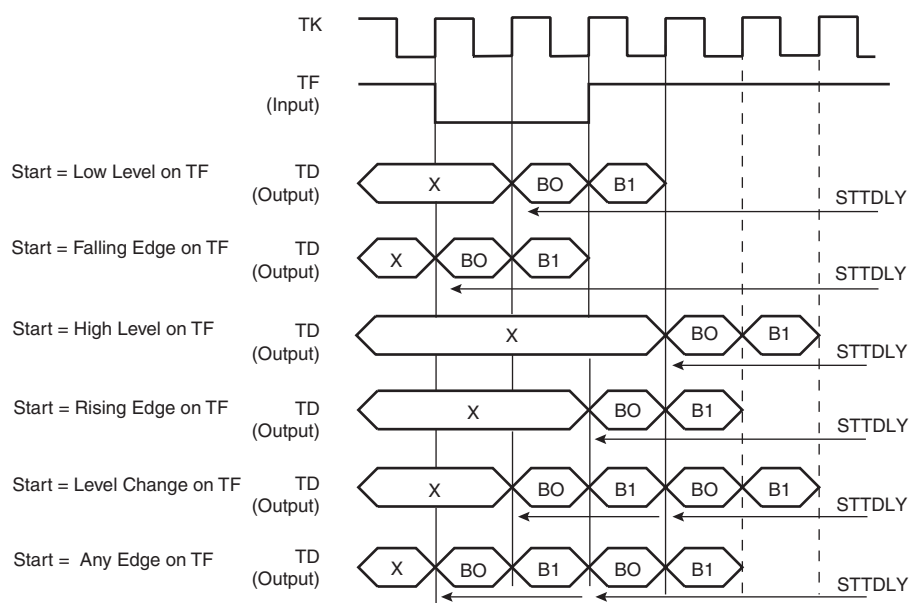 TK
TF
(Input)
Start = Low Level on TF TD
(Output) X BO B1
STTDLY
Start = Falling Edge on TF TD
(Output) X BO B1
STTDLY
Start = High Level on TF TD
(Output) X BO B1
STTDLY
Start = Rising Edge on TF TD
(Output) X BO B1
STTDLY
Start = Level Change on TF TD
(Output) X BO B1 BO B1
STTDLY
Start = Any Edge on TF TD
(Output) X BO B1 BO B1
STTDLY